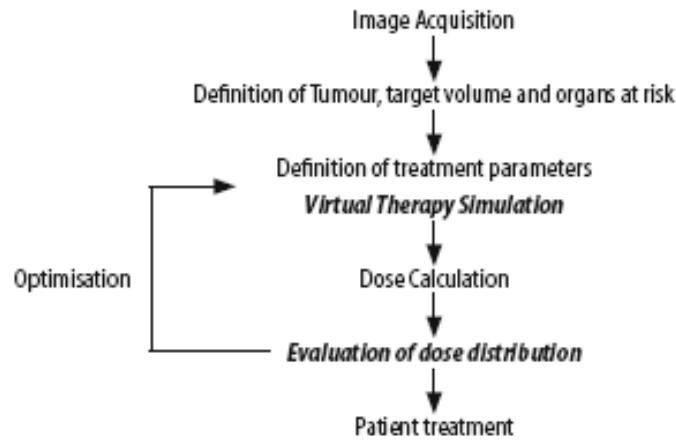 Image Acquisition
Definition of Tumour, target volume and organs at risk
Definition of treatment parameters
Virtual Therapy Simulation
Optimisation
Dose Calculation
Evaluation of dose distribution
Patient treatment